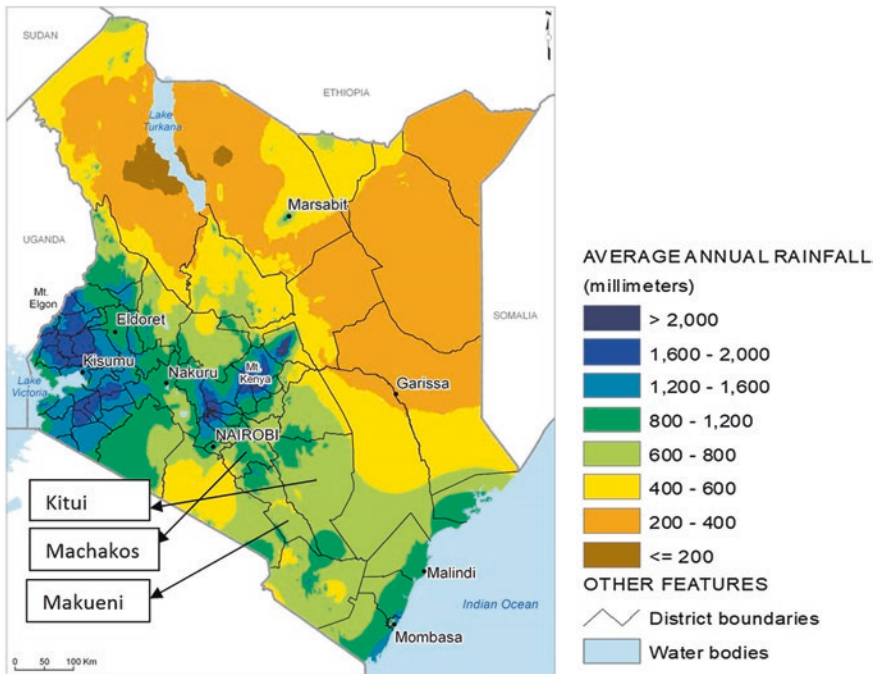 SUDAN
ETHIOPIA
Lake
Turkana
Marsabit
UGANDA
Mt.
Elgon
Eldoret
SOMALIA
Kisumu
Nakuru
Mt.
Kenya
Lake
Victoria
Garissa
NAIROBI
Kitui
Machakos
Makueni
Malindi
Indian Ocean
Mombasa
0 50 100 Km
AVERAGE ANNUAL RAINFALL
(millimeters)
> 2,000
1,600 - 2,000
1,200 - 1,600
800 - 1,200
600 - 800
400 - 600
200 - 400
<= 200
OTHER FEATURES
District boundaries
Water bodies